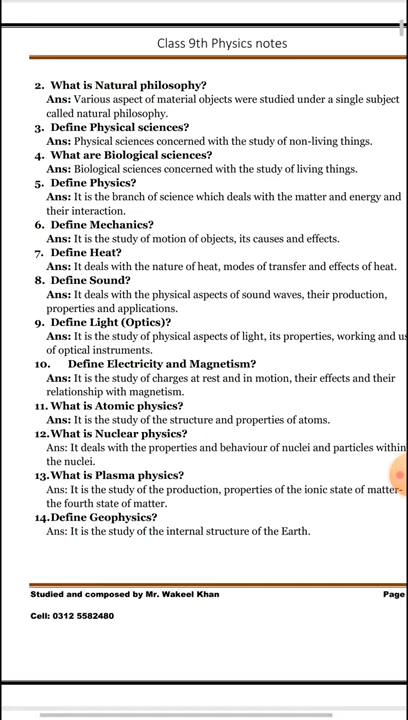 Class 9th Physics notes
2. What is Natural philosophy?
Ans: Various aspect of material objects were studied under a single subject
called natural philosophy.
3. Define Physical sciences?
Ans: Physical sciences concerned with the study of non-living things.
4. What are Biological sciences?
Ans: Biological sciences concerned with the study of living things.
5. Define Physics?
Ans: It is the branch of science which deals with the matter and energy and
their interaction.
6. Define Mechanics?
Ans: It is the study of motion of objects, its causes and effects.
7. Define Heat?
Ans: It deals with the nature of heat, modes of transfer and effects of heat.
8. Define Sound?
Ans: It deals with the physical aspects of sound waves, their production,
properties and applications.
9. Define Light (Optics)?
Ans: It is the study of physical aspects of light, its properties, working and
of optical instruments.
10. Define Electricity and Magnetism?
Ans: It is the study of charges at rest and in motion, their effects and their
relationship with magnetism.
11. What is Atomic physics?
Ans: It is the study of the structure and properties of atoms.
12. What is Nuclear physics?
Ans: It deals with the properties and behaviour of nuclei and particles within
the nuclei.
13. What is Plasma physics?
Ans: It is the study of the production, properties of the ionic state of matter-
the fourth state of matter.
14. Define Geophysics?
Ans: It is the study of the internal structure of the Earth.
Studied and composed by Mr. Wakeel Khan Page
Cell: 0312 5582480